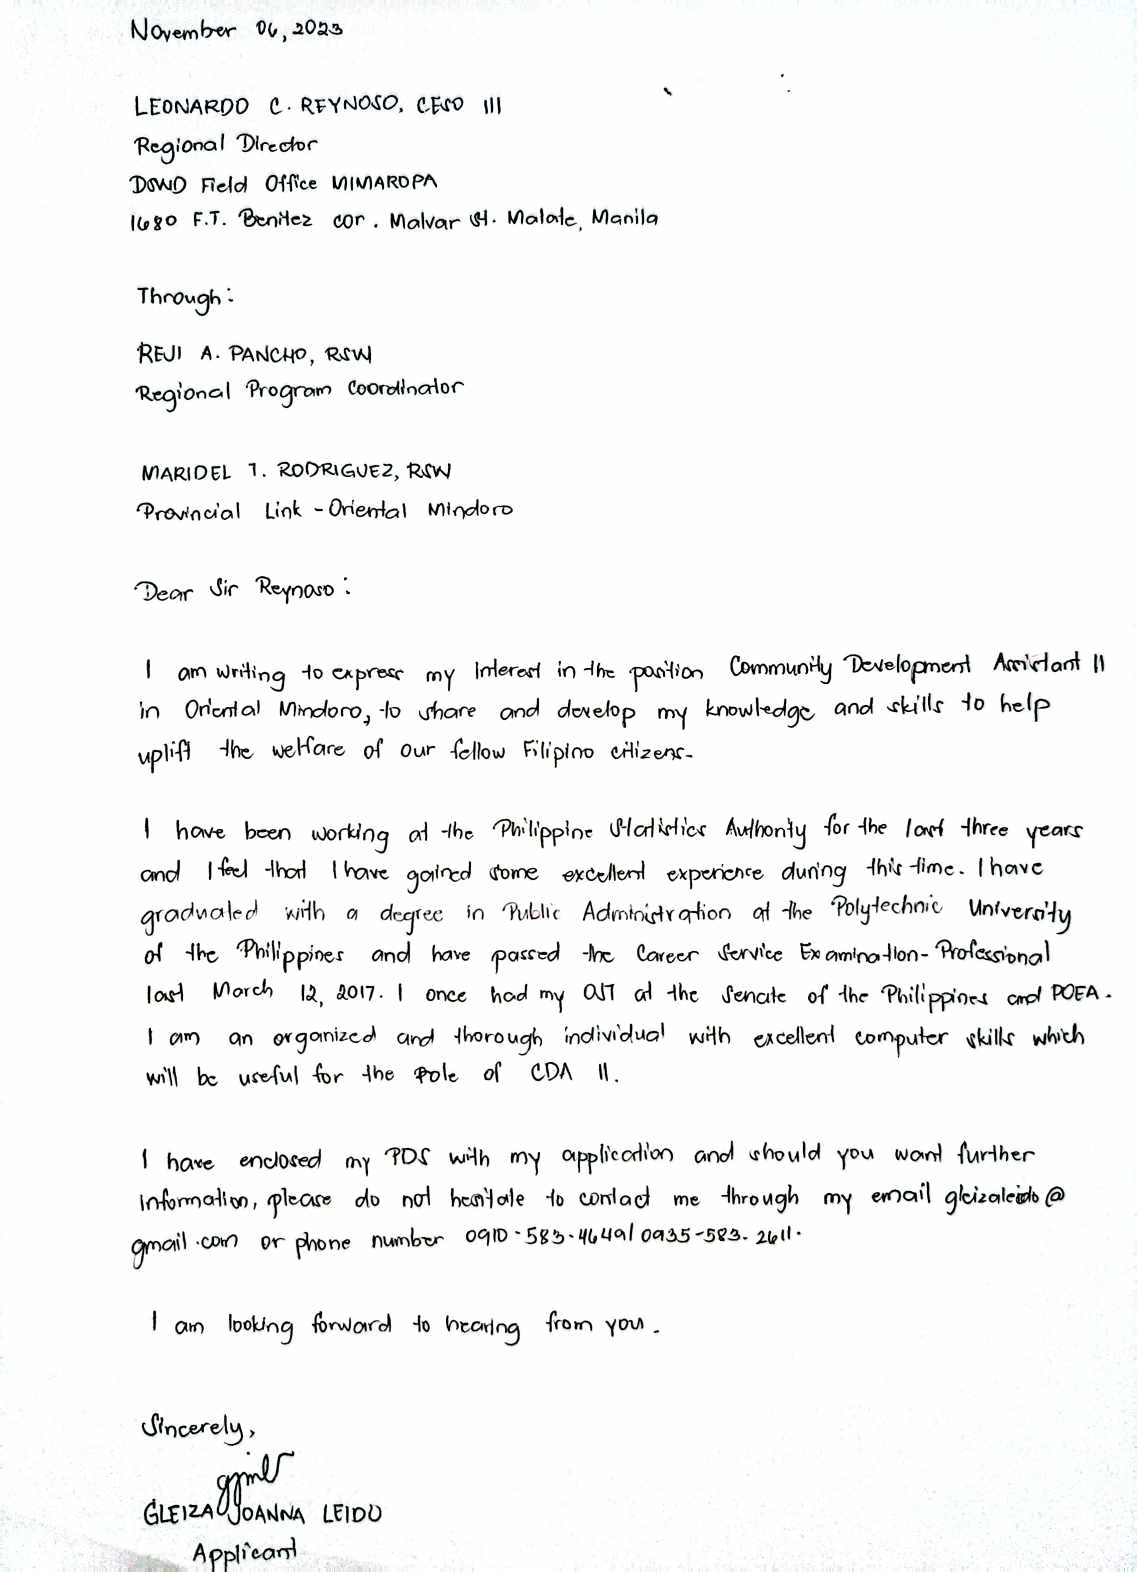 November 06, 2023
LEONARDO C. REYNOSO, CESO III
Regional Director
DSWD Field Office MIMAROPA
1680 F.T. Benitez cor. Malvar St. Malate, Manila
Through:
REJI A. PANCHO, RSW
Regional Program Coordinator
MARIDEL T. RODRIGUEZ, RSW
Provincial Link - Oriental Mindoro
Dear Sir Reynoso:
I am writing to express my interest in the position Community Development Assistant II
in Oriental Mindoro, to share and develop my knowledge and skills to help
uplift the welfare of our fellow Filipino citizens.
I have been working at the Philippine Statistics Authority for the last three years
and I feel that I have gained some excellent experience during this time. I have
graduated with a degree in Public Administration at the Polytechnic University
of the Philippines and have passed the Career Service Examination - Professional
last March 12, 2017. I once had my OJT at the Senate of the Philippines and POEA.
I am an organized and thorough individual with excellent computer skills which
will be useful for the role of CDA II.
I have enclosed my PDS with my application and should you want further
information, please do not hesitate to contact me through my email gleizaleido@
gmail.com or phone number 0910-583-4649/0935-583-2611.
I am looking forward to hearing from you.
Sincerely,
GLEIZA JOANNA LEIDO
Applicant